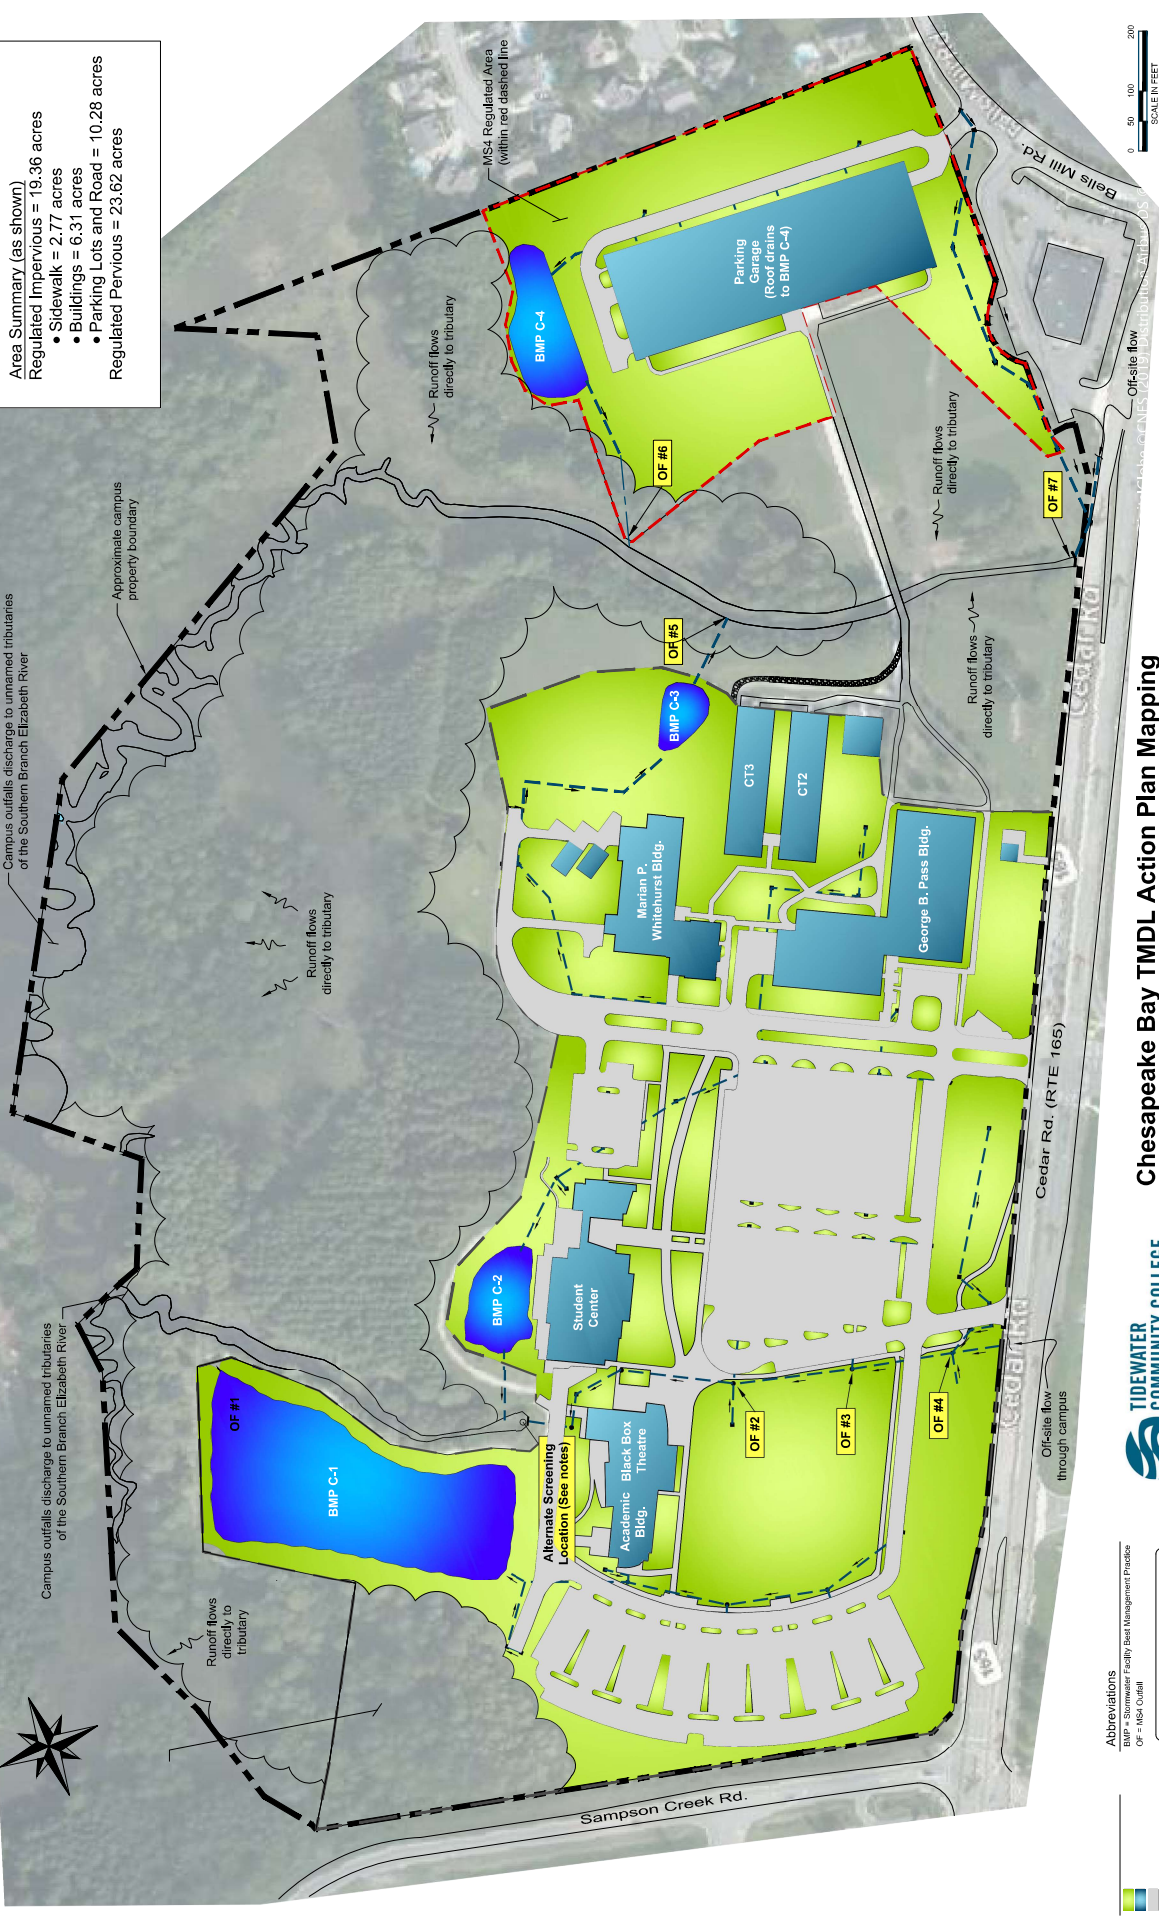 Area Summary (as shown)
Regulated Impervious = 19.36 acres
• Sidewalk = 2.77 acres
• Buildings = 6.31 acres
• Parking Lots and Road = 10.28 acres
Regulated Pervious = 23.62 acres
Campus outfalls discharge to unnamed tributaries
of the Southern Branch Elizabeth River
Approximate campus
property boundary
MS4 Regulated Area
(within red dashed line)
Runoff flows
directly to tributary
BMP C-4
Parking
Garage
(Roof drains
to BMP C-4)
OF #6
Runoff flows
directly to tributary
OF #7
Bells Mill Rd.
Off-site flow
0 50 100 200
SCALE IN FEET
OF #5
BMP C-3
Runoff flows
directly to tributary
CT3
CT2
Marian P.
Whitehurst Bldg.
George B. Pass Bldg.
Runoff flows
directly to tributary
Cedar Rd
Cedar Rd. (RTE 165)
Campus outfalls discharge to unnamed tributaries
of the Southern Branch Elizabeth River
OF #1
BMP C-1
BMP C-2
Student
Center
Alternate Screening
Location (See notes)
Academic
Bldg.
Black Box
Theatre
OF #2
OF #3
OF #4
Cedar Rd
Off-site flow
through campus
Runoff flows
directly to
tributary
Sampson Creek Rd.
165
Chesapeake Bay TMDL Action Plan Mapping
TIDEWATER
COMMUNITY COLLEGE
Abbreviations
BMP = Stormwater Facility Best Management Practice
OF = MS4 Outfall